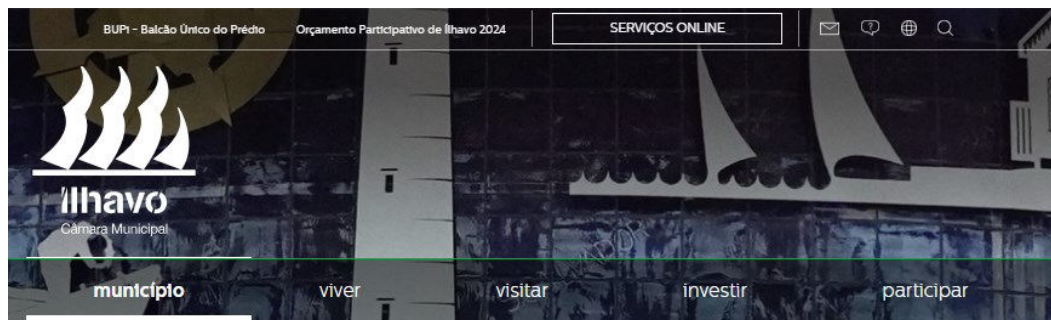 BUPi - Balcão Único do Prédio Orçamento Participativo de Ílhavo 2024 SERVIÇOS ONLINE
ílhavo
Câmara Municipal
município viver visitar investir participar